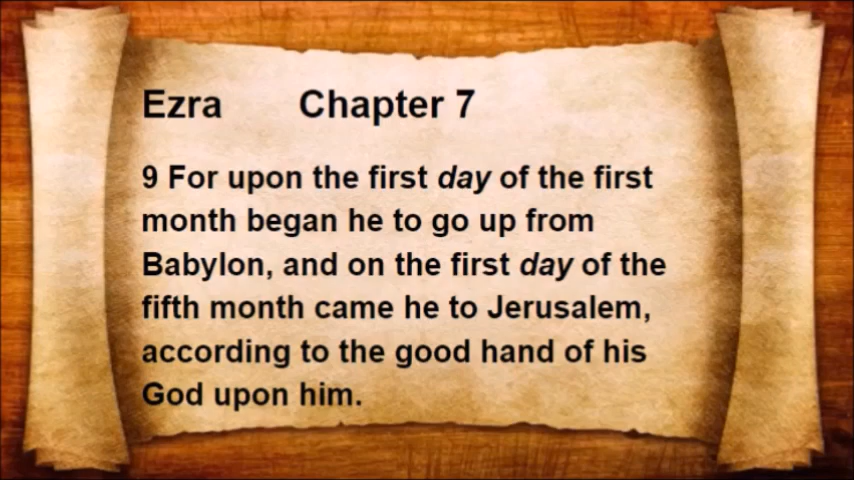 Ezra Chapter 7
9 For upon the first day of the first
month began he to go up from
Babylon, and on the first day of the
fifth month came he to Jerusalem,
according to the good hand of his
God upon him.